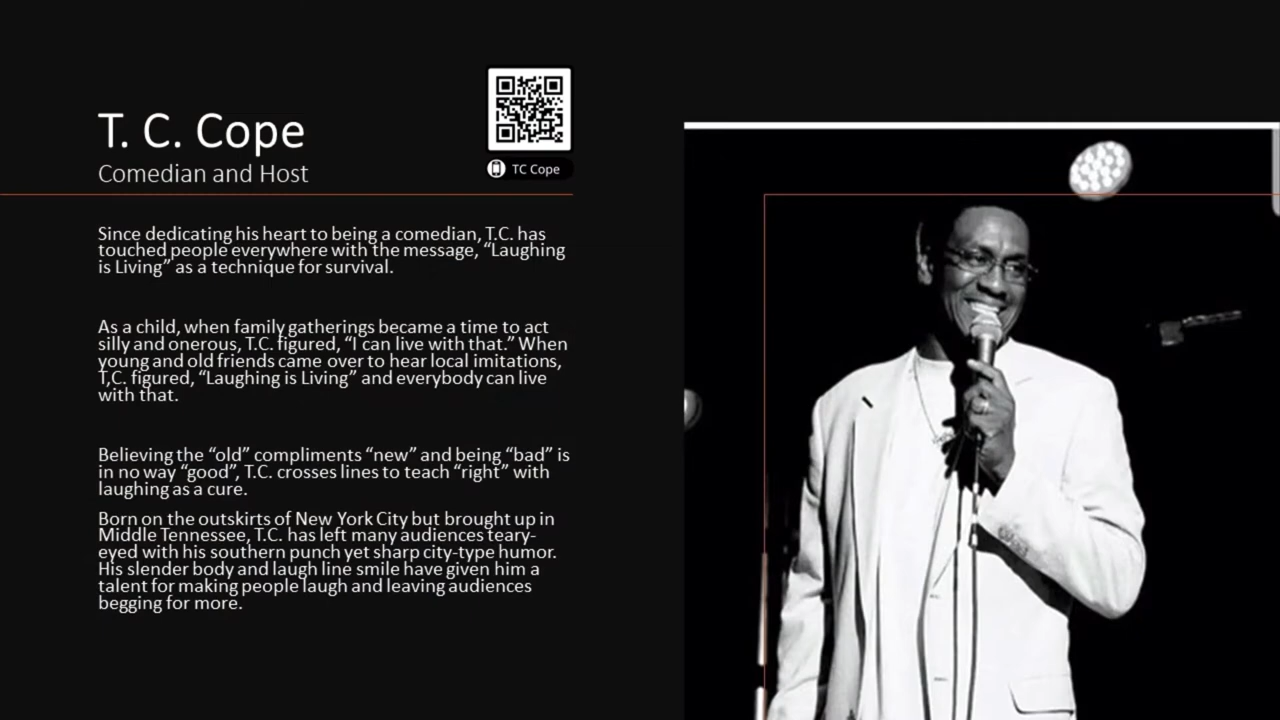 T. C. Cope
Comedian and Host
TC Cope
Since dedicating his heart to being a comedian, T.C. has
touched people everywhere with the message, “Laughing
is Living” as a technique for survival.
As a child, when family gatherings became a time to act
silly and onerous, T.C. figured, “I can live with that.” When
young and old friends came over to hear local imitations,
T,C. figured, “Laughing is Living” and everybody can live
with that.
Believing the “old” compliments “new” and being “bad” is
in no way “good”, T.C. crosses lines to teach “right” with
laughing as a cure.
Born on the outskirts of New York City but brought up in
Middle Tennessee, T.C. has left many audiences teary-
eyed with his southern punch yet sharp city-type humor.
His slender body and laugh line smile have given him a
talent for making people laugh and leaving audiences
begging for more.